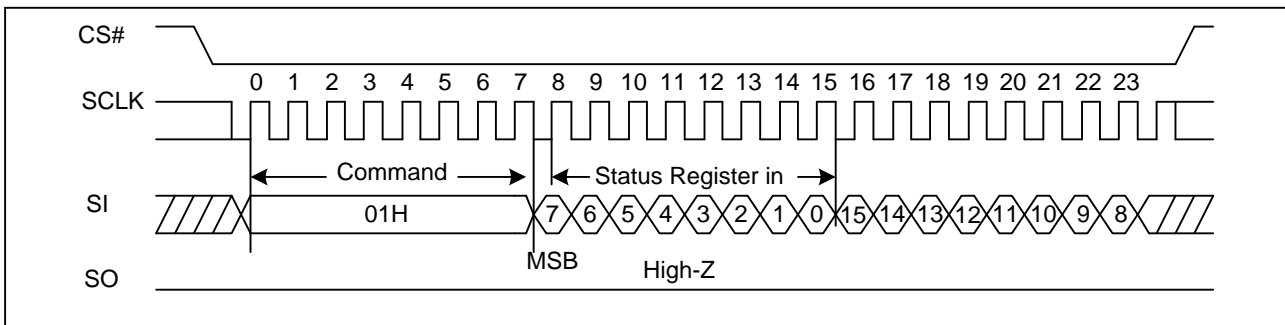 CS#
0 1 2 3 4 5 6 7 8 9 10 11 12 13 14 15 16 17 18 19 20 21 22 23
SCLK
Command Status Register in
SI 01H 7 6 5 4 3 2 1 0 15 14 13 12 11 10 9 8
MSB High-Z
SO